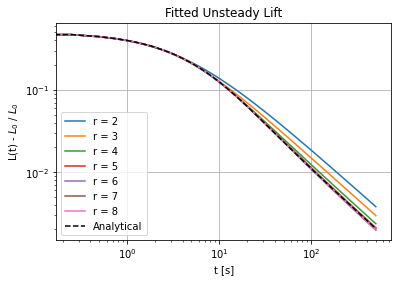 Fitted Unsteady Lift
L(t) - L₀ / L₀
10⁻¹
10⁻²
r = 2
r = 3
r = 4
r = 5
r = 6
r = 7
r = 8
Analytical
10⁰
10¹
10²
t [s]